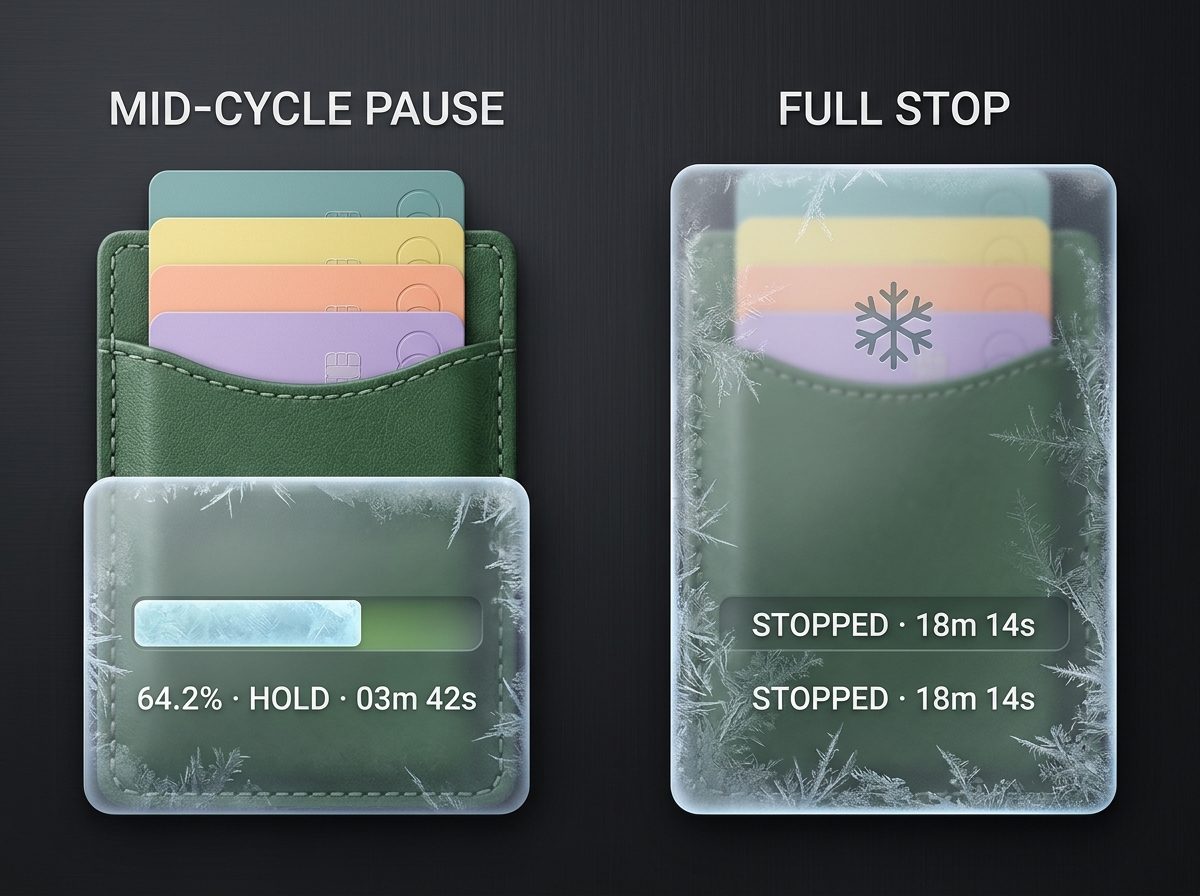 MID-CYCLE PAUSE
64.2% · HOLD · 03m 42s
FULL STOP
STOPPED · 18m 14s
STOPPED · 18m 14s